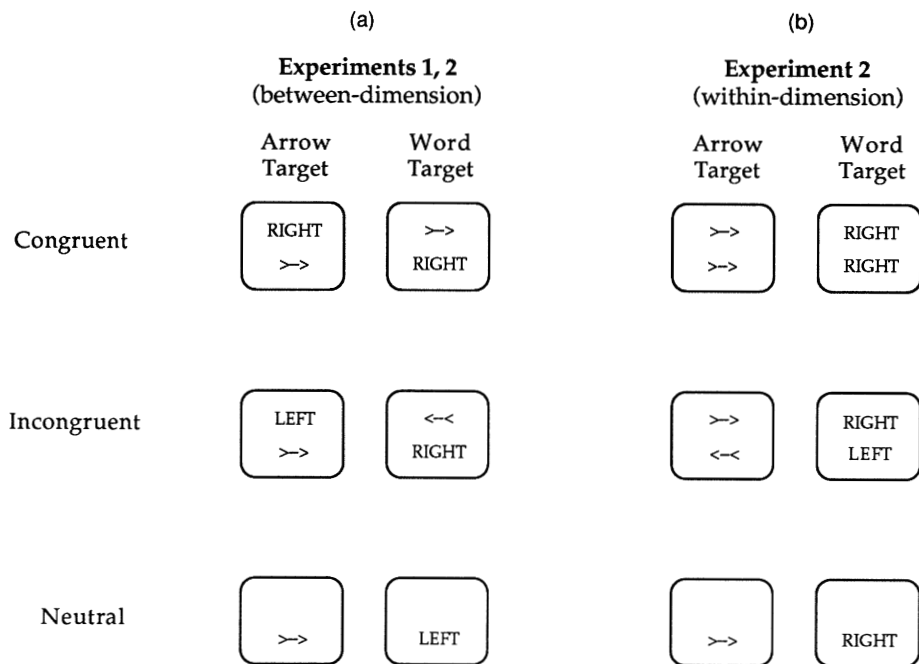 (a) (b)
Experiments 1, 2 Experiment 2
(between-dimension) (within-dimension)
Arrow Word Arrow Word
Target Target Target Target
RIGHT >–> >–> RIGHT
Congruent
>–> RIGHT >–> RIGHT
LEFT <–< >–> RIGHT
Incongruent
>–> RIGHT <–< LEFT
Neutral
>–> LEFT >–> RIGHT